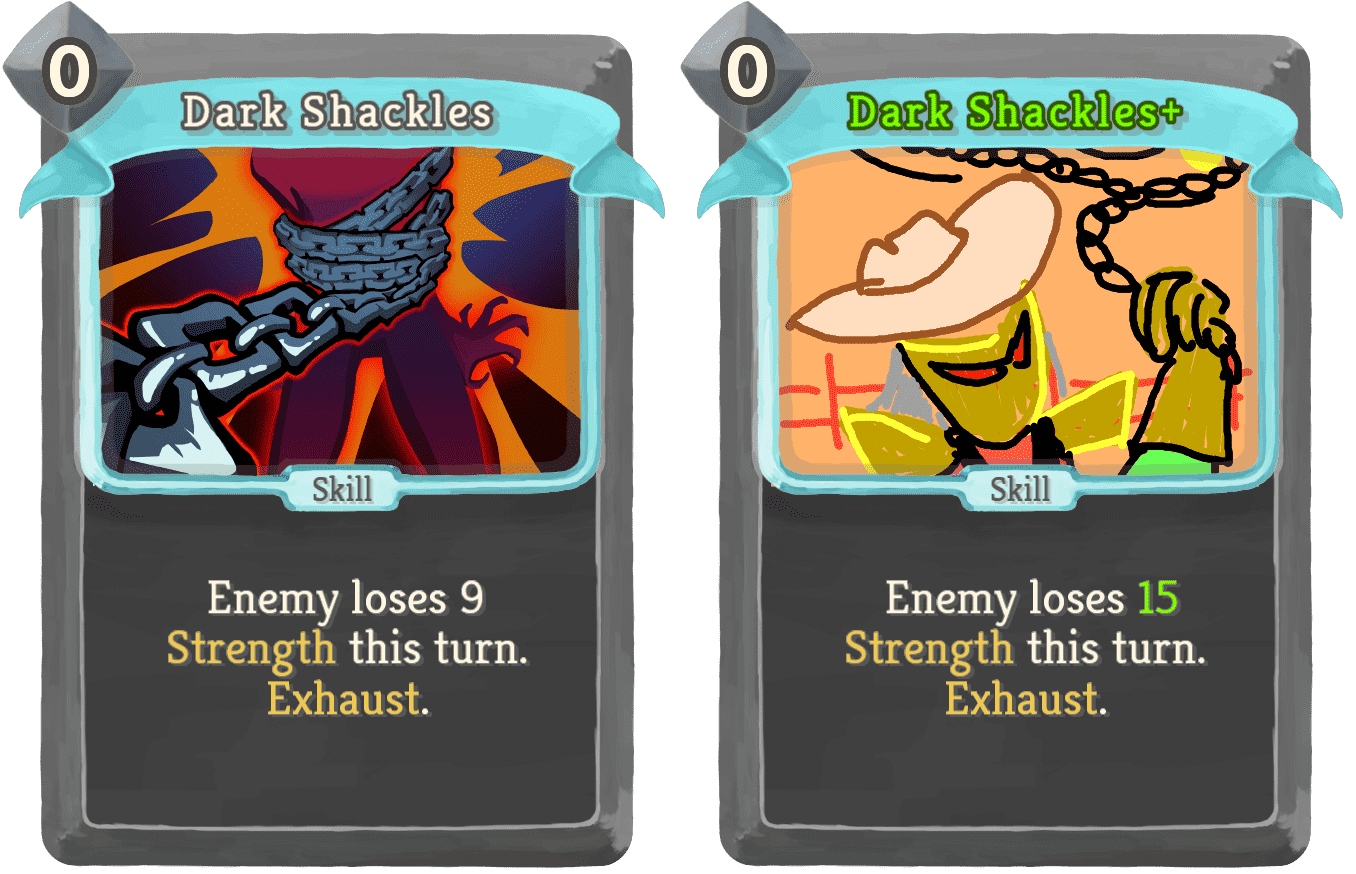 0
Dark Shackles
Skill
Enemy loses 9
Strength this turn.
Exhaust.
0
Dark Shackles+
Skill
Enemy loses 15
Strength this turn.
Exhaust.